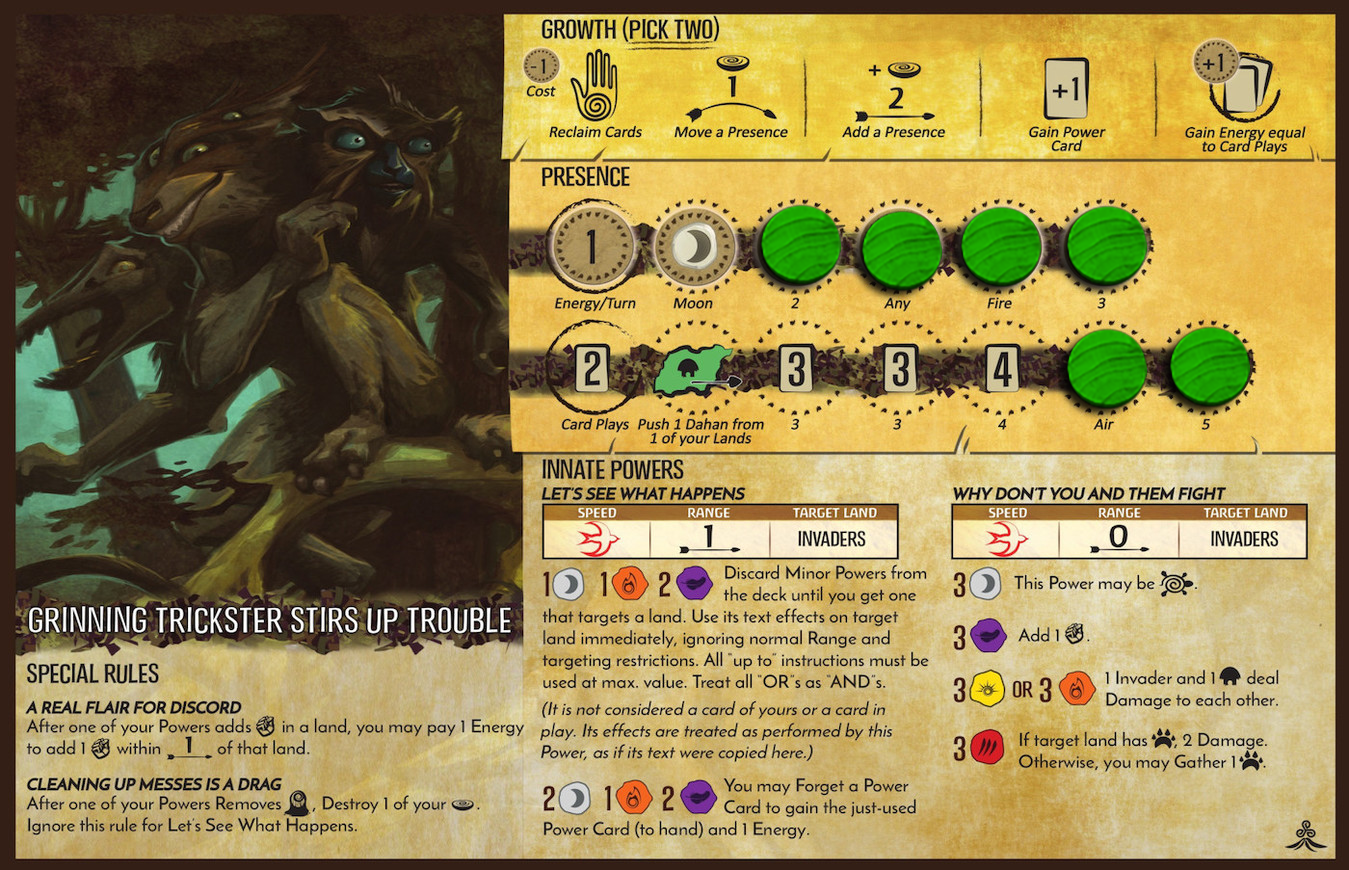 GROWTH (PICK TWO)
-1
Cost
Reclaim Cards
1
Move a Presence
+
2
Add a Presence
+1
Gain Power
Card
+1
Gain Energy equal
to Card Plays
PRESENCE
1
Energy/Turn
Moon
2
Any
Fire
3
2
3
3
4
Card Plays
Push 1 Dahan from
1 of your Lands
3
3
4
Air
5
GRINNING TRICKSTER STIRS UP TROUBLE
SPECIAL RULES
A REAL FLAIR FOR DISCORD
After one of your Powers adds in a land, you may pay 1 Energy
to add 1 within 1 of that land.
CLEANING UP MESSES IS A DRAG
After one of your Powers Removes , Destroy 1 of your .
Ignore this rule for Let's See What Happens.
INNATE POWERS
LET'S SEE WHAT HAPPENS
SPEED RANGE TARGET LAND
1 INVADERS
1 1 2 Discard Minor Powers from
the deck until you get one
that targets a land. Use its text effects on target
land immediately, ignoring normal Range and
targeting restrictions. All "up to" instructions must be
used at max. value. Treat all "OR"s as "AND"s.
(It is not considered a card of yours or a card in
play. Its effects are treated as performed by this
Power, as if its text were copied here.)
2 1 2 You may Forget a Power
Card to gain the just-used
Power Card (to hand) and 1 Energy.
WHY DON'T YOU AND THEM FIGHT
SPEED RANGE TARGET LAND
0 INVADERS
3 This Power may be .
3 Add 1 .
3 OR 3 1 Invader and 1 deal
Damage to each other.
3 If target land has , 2 Damage.
Otherwise, you may Gather 1 .